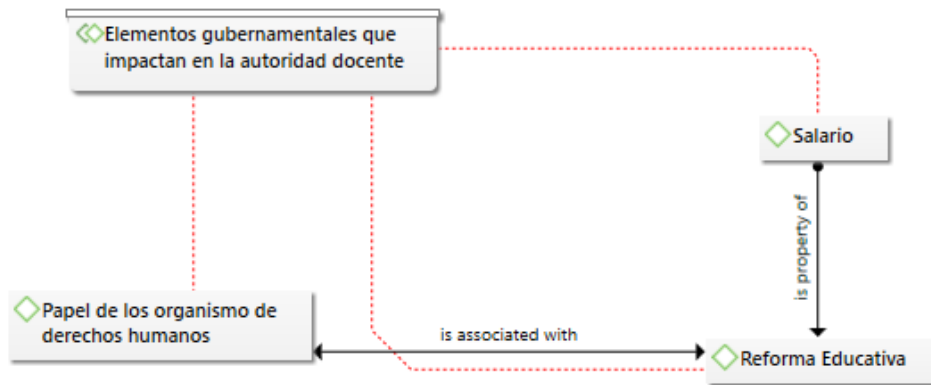 Elementos gubernamentales que
impactan en la autoridad docente
Salario
is property of
Papel de los organismo de
derechos humanos
is associated with
Reforma Educativa